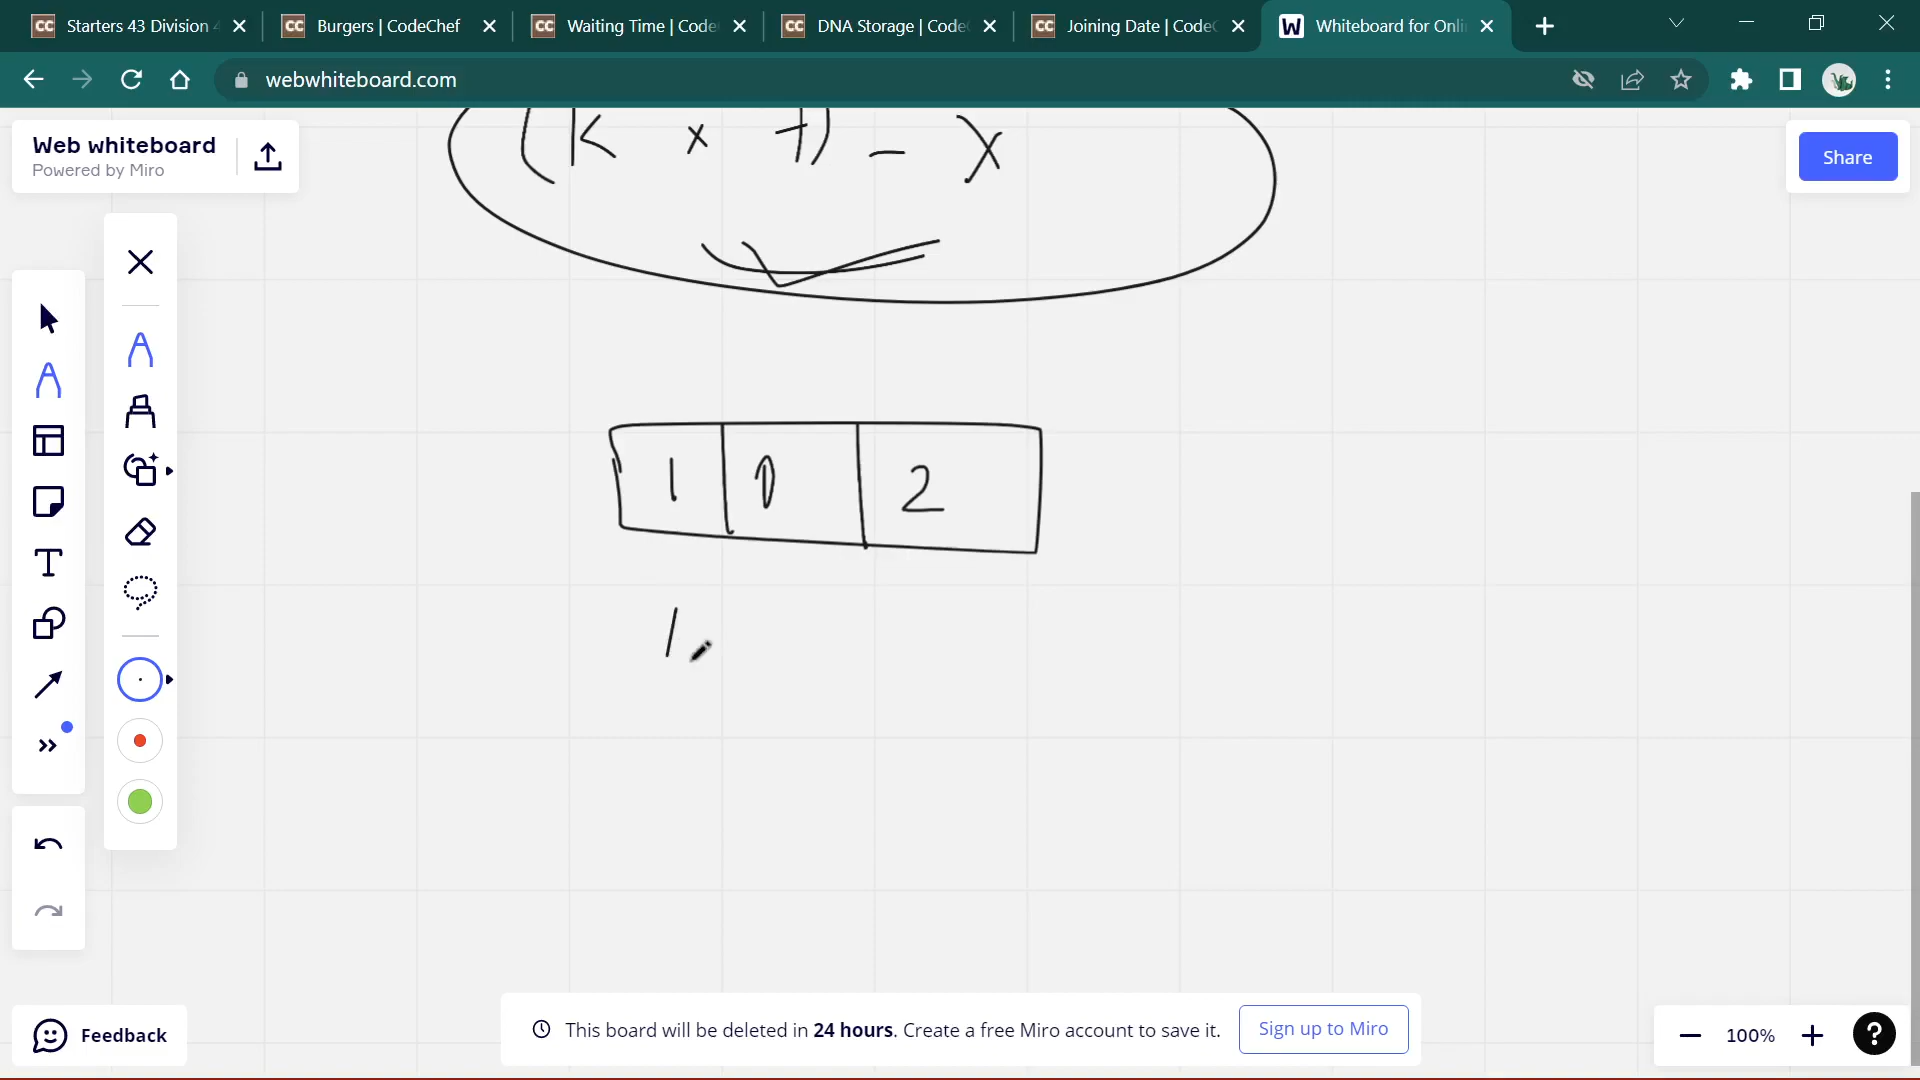 Starters 43 Division
Burgers | CodeChef
Waiting Time | Code
DNA Storage | Code
Joining Date | CodeC
Whiteboard for Onli
webwhiteboard.com
Web whiteboard
Powered by Miro
Share
(K x 7) - X
1 0 2
1
Feedback
This board will be deleted in 24 hours. Create a free Miro account to save it.
Sign up to Miro
100%